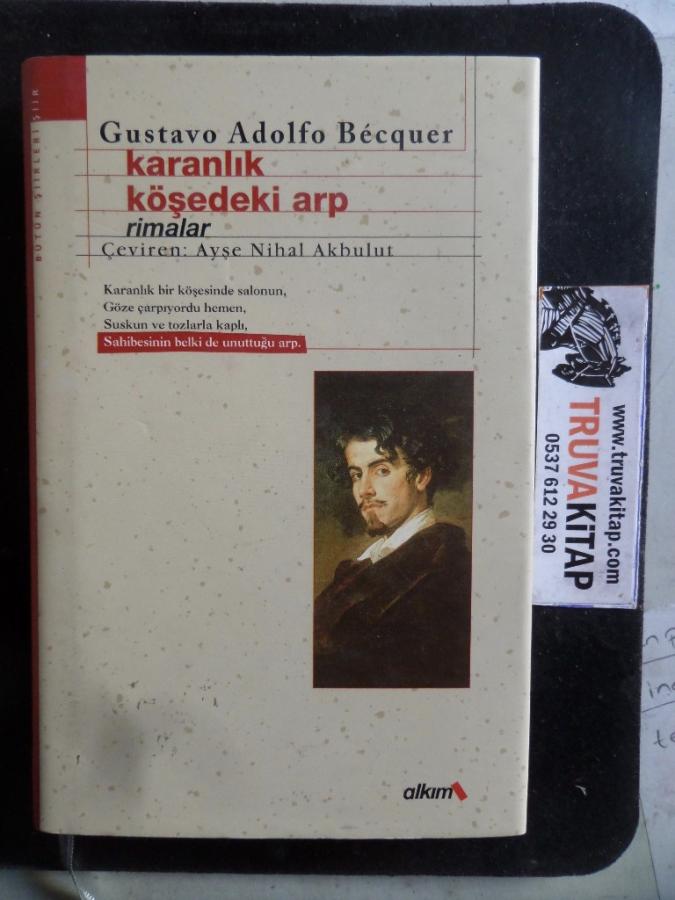 BÜTÜN ŞİİRLERİ ŞİİR
Gustavo Adolfo Bécquer
karanlık
köşedeki arp
rimalar
Çeviren: Ayşe Nihal Akbulut
Karanlık bir köşesinde salonun,
Göze çarpıyordu hemen,
Suskun ve tozlarla kaplı,
Sahibesinin belki de unuttuğu arp.
alkım
www.truvakitap.com
TRUVAKİTAP
0537 612 29 30